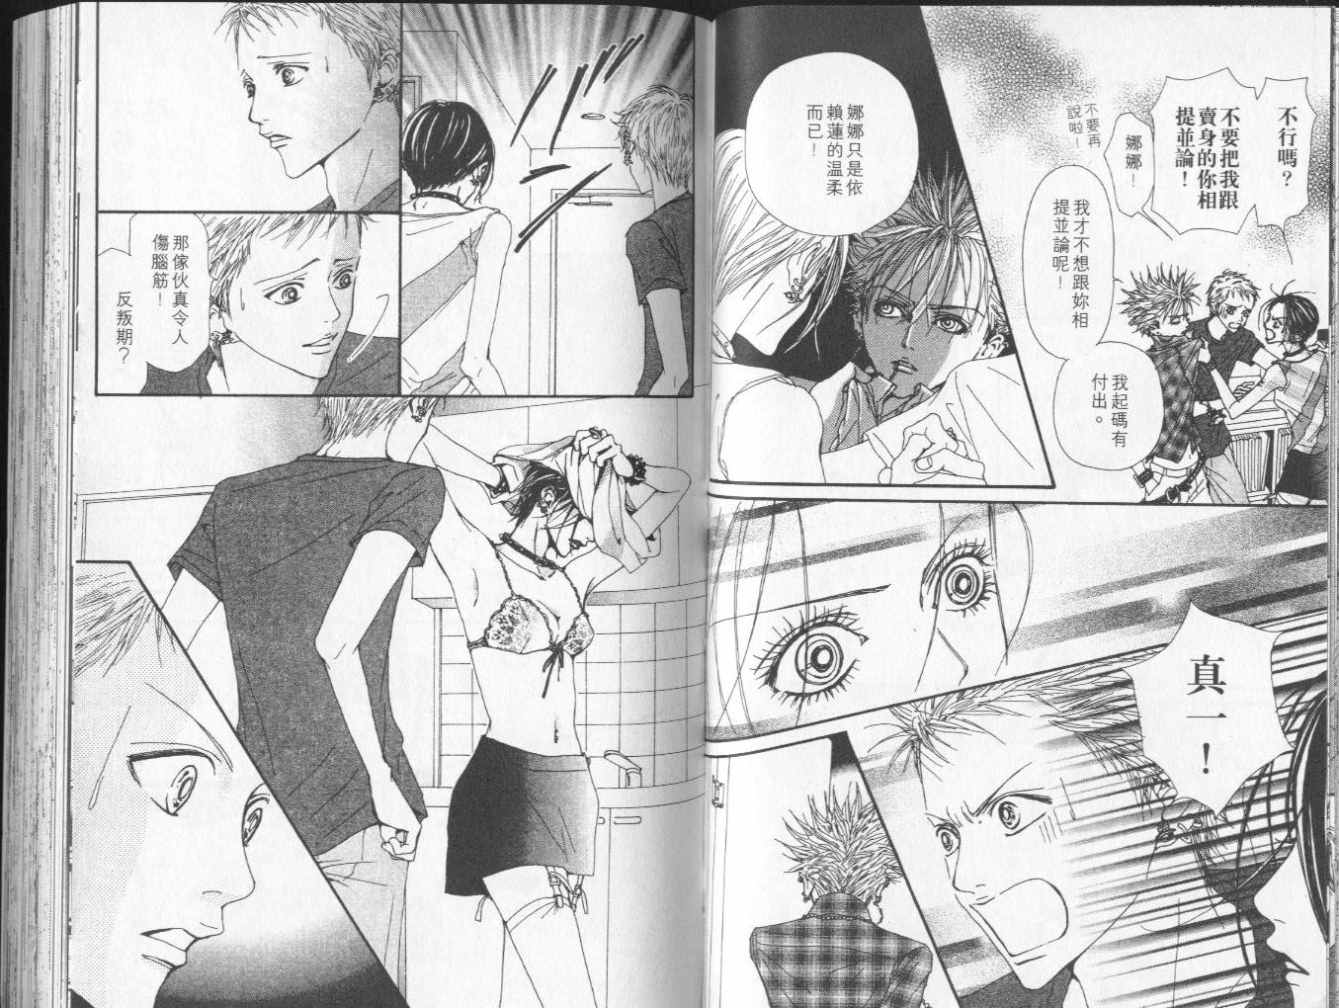 不行嗎？
不要把我跟
賣身的你相
提並論！
娜娜！
不要再
說啦！
我才不想跟妳相
提並論呢！
我起碼有
付出。
娜娜只是依
賴蓮的溫柔
而已！
真一！
那傢伙真令人
傷腦筋！
反叛期？